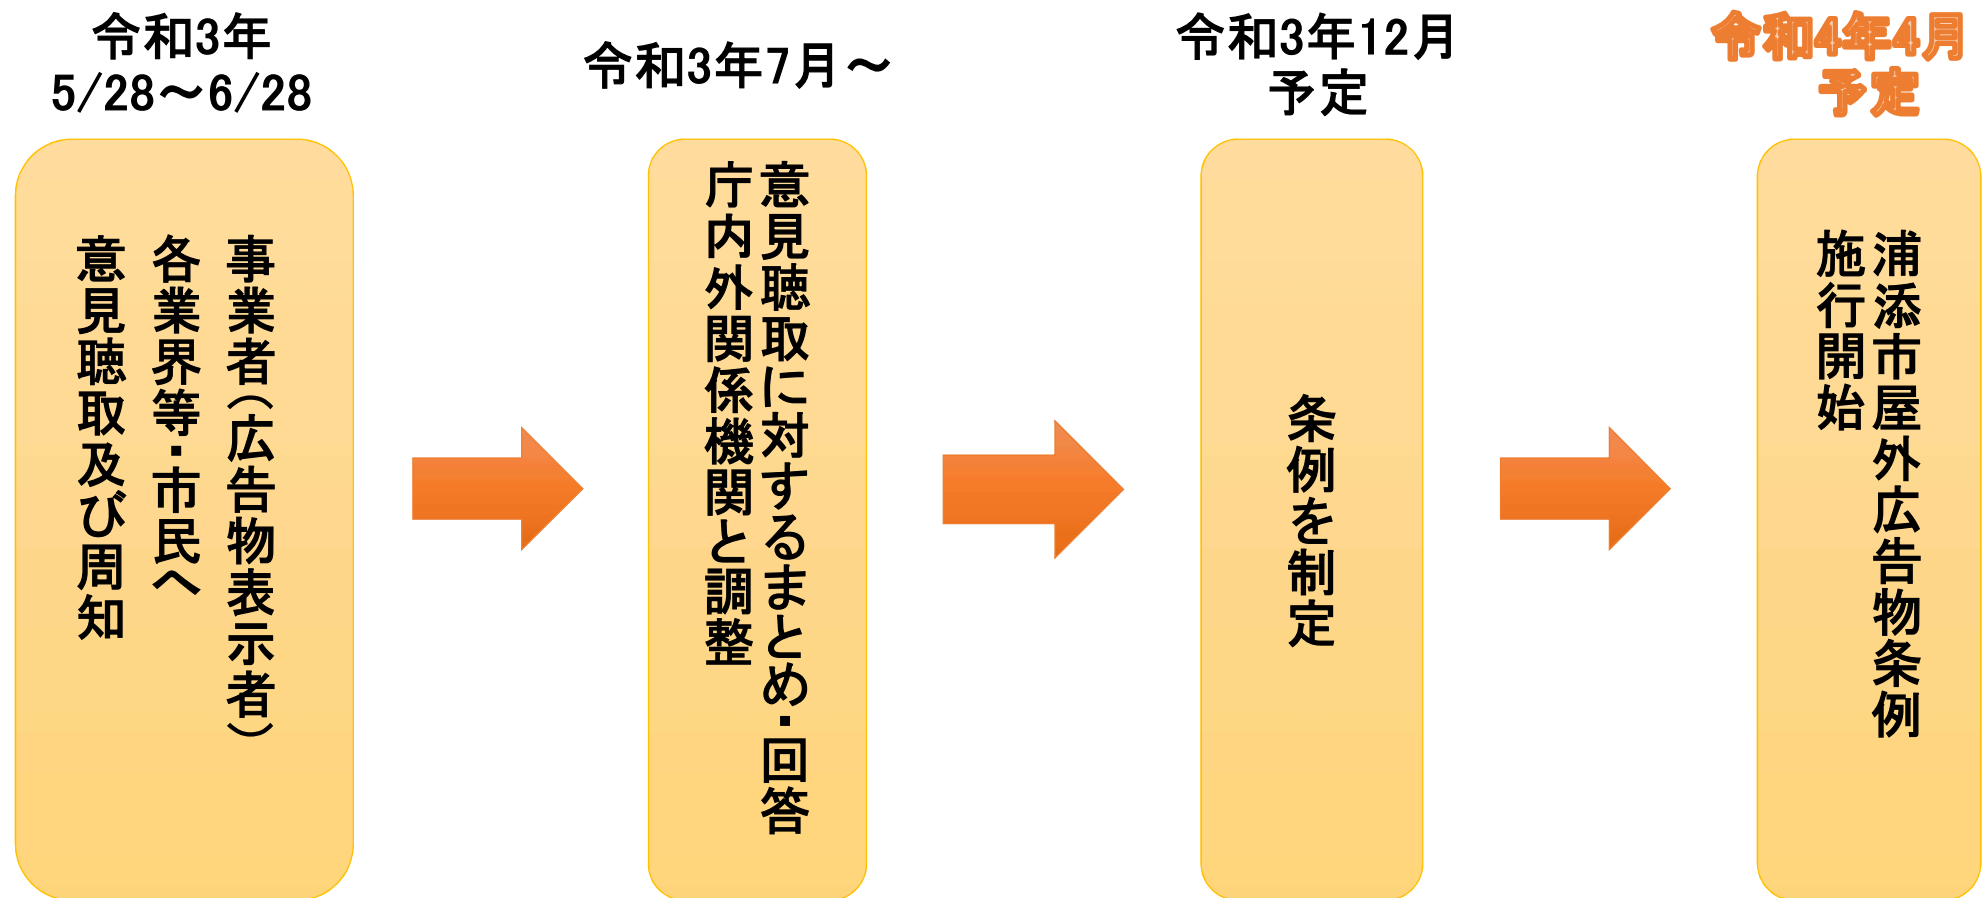 令和3年
5/28～6/28
事業者（広告物表示者）
各業界等・市民へ
意見聴取及び周知
令和3年7月～
意見聴取に対するまとめ・回答
庁内外関係機関と調整
令和3年12月
予定
条例を制定
令和4年4月
予定
浦添市屋外広告物条例
施行開始